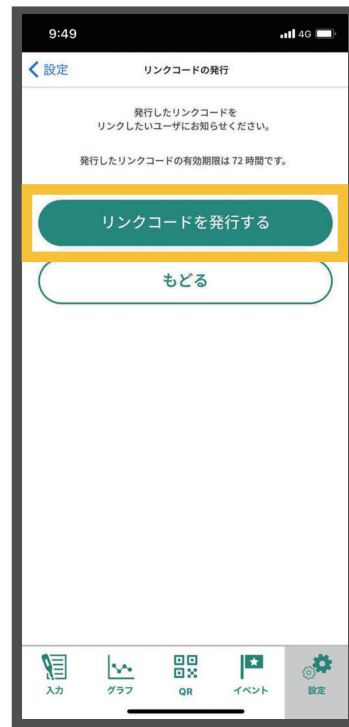 9:49
4G
設定
リンクコードの発行
発行したリンクコードを
リンクしたいユーザにお知らせください。
発行したリンクコードの有効期限は 72 時間です。
リンクコードを発行する
もどる
入力
グラフ
QR
イベント
設定